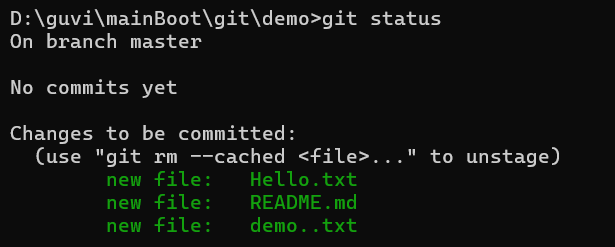 D:\guvi\mainBoot\git\demo>git status
On branch master
No commits yet
Changes to be committed:
(use "git rm --cached <file>..." to unstage)
new file: Hello.txt
new file: README.md
new file: demo..txt